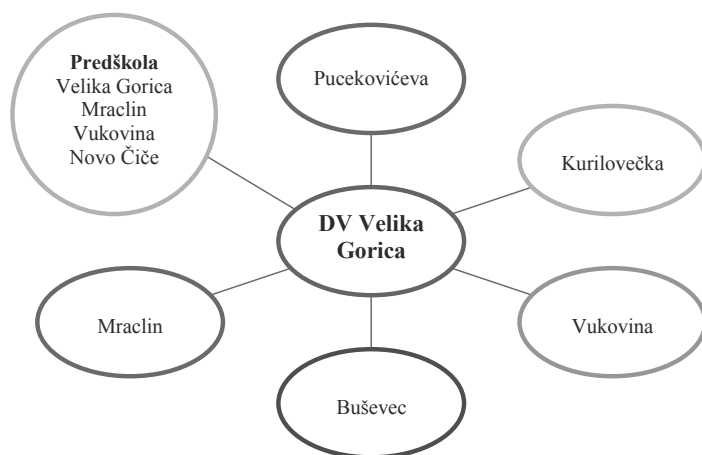 Predškola
Velika Gorica
Mraclin
Vukovina
Novo Čiče
Pucekovićeva
Kurilovečka
DV Velika
Gorica
Mraclin
Vukovina
Buševec